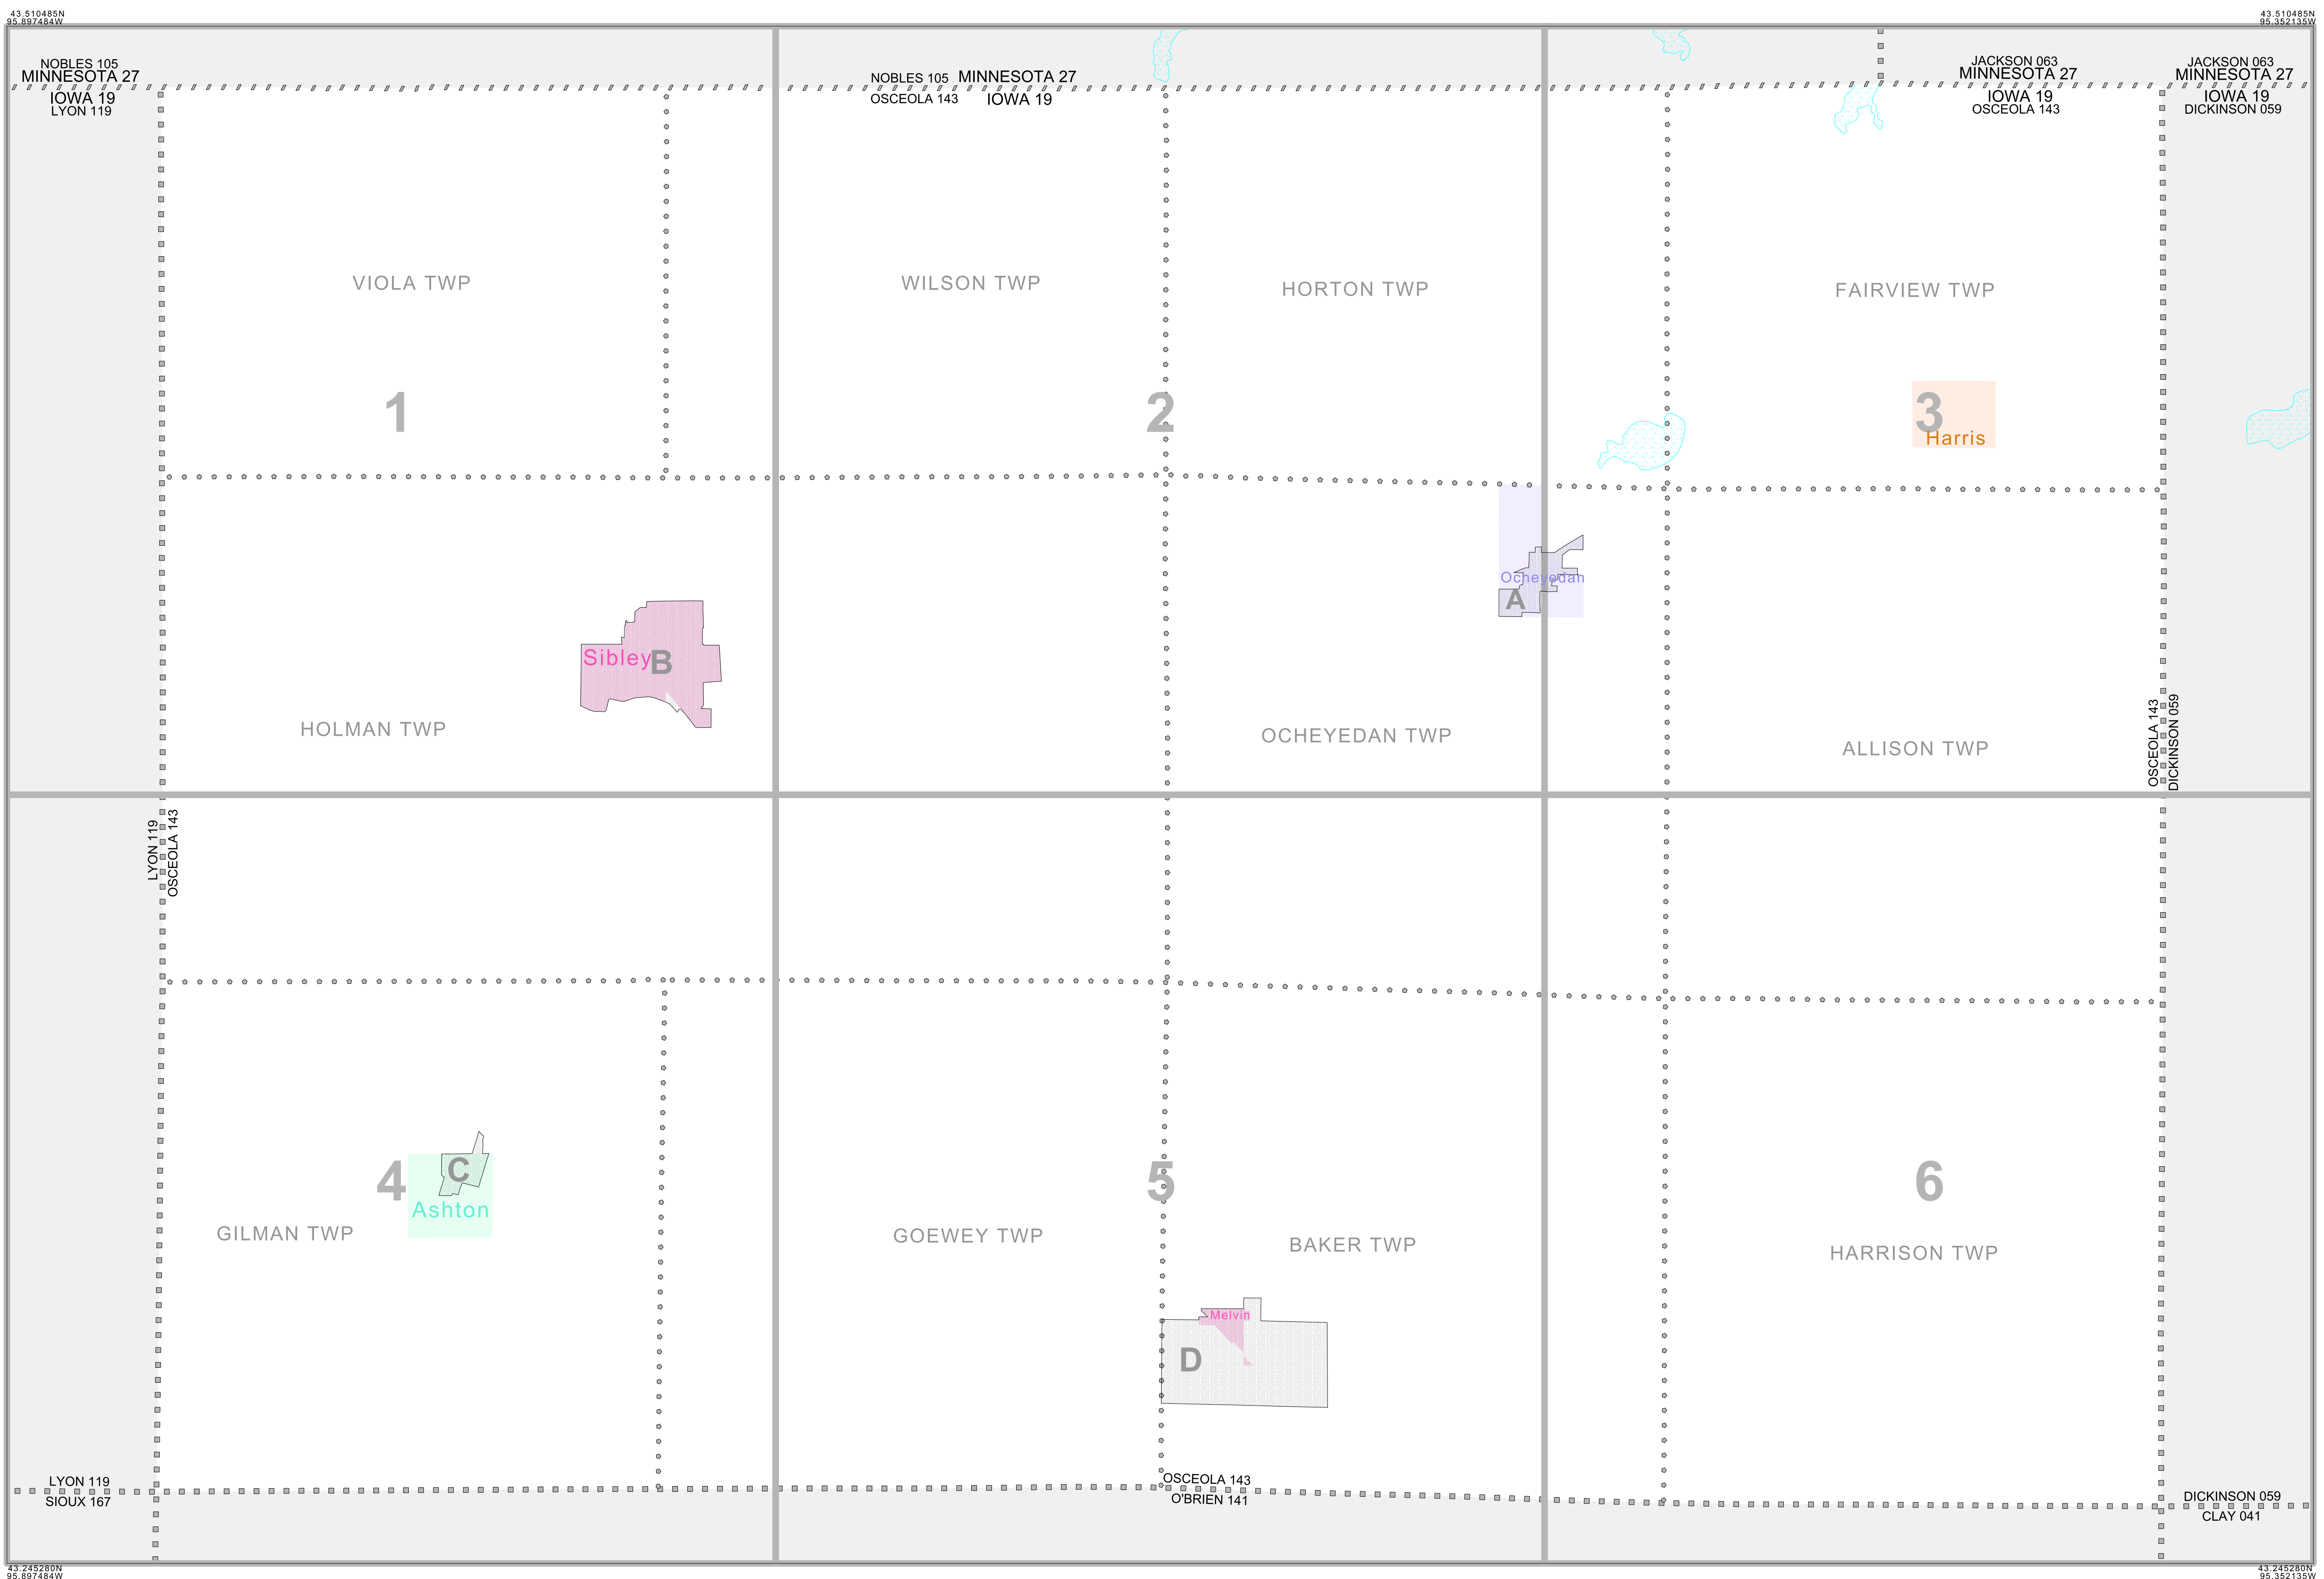 43.510485N
95.897484W
43.510485N
95.352135W
NOBLES 105
MINNESOTA 27
IOWA 19
LYON 119
NOBLES 105 MINNESOTA 27
OSCEOLA 143 IOWA 19
JACKSON 063
MINNESOTA 27
IOWA 19
OSCEOLA 143
JACKSON 063
MINNESOTA 27
IOWA 19
DICKINSON 059
VIOLA TWP
WILSON TWP
HORTON TWP
FAIRVIEW TWP
1
2
3
Harris
Ocheyedan
A
Sibley
B
HOLMAN TWP
OCHEYEDAN TWP
ALLISON TWP
OSCEOLA 143
DICKINSON 059
LYON 119
OSCEOLA 143
4
C
Ashton
5
6
GILMAN TWP
GOEWEY TWP
BAKER TWP
HARRISON TWP
Melvin
D
LYON 119
SIOUX 167
OSCEOLA 143
O'BRIEN 141
DICKINSON 059
CLAY 041
43.245280N
95.897484W
43.245280N
95.352135W